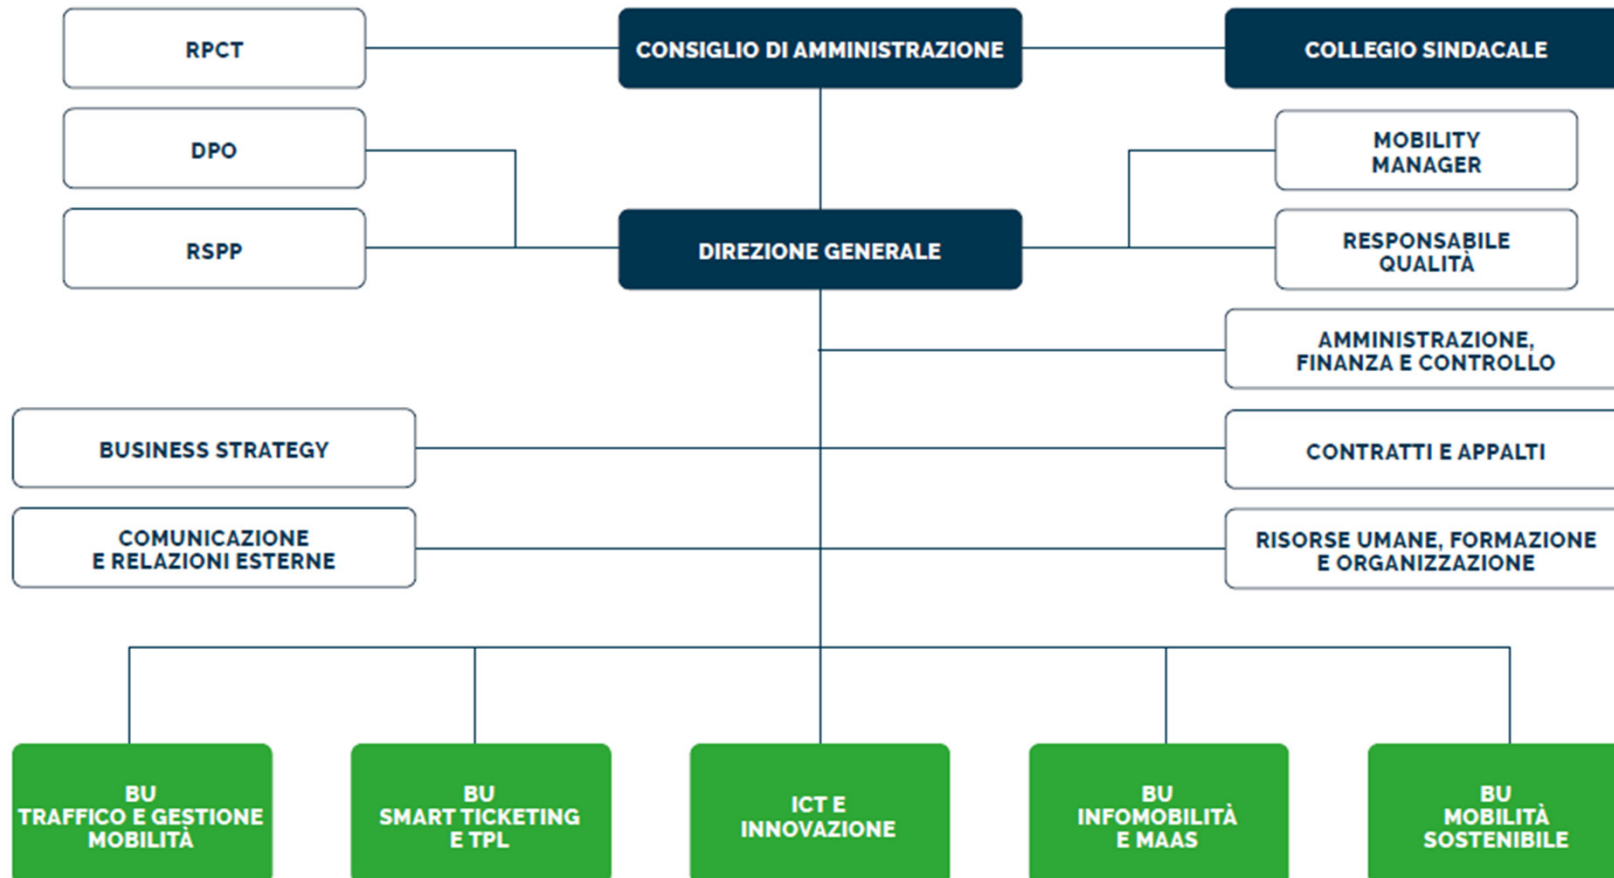 RPCT
CONSIGLIO DI AMMINISTRAZIONE
COLLEGIO SINDACALE
DPO
MOBILITY
MANAGER
RSPP
DIREZIONE GENERALE
RESPONSABILE
QUALITÀ
AMMINISTRAZIONE,
FINANZA E CONTROLLO
BUSINESS STRATEGY
CONTRATTI E APPALTI
COMUNICAZIONE
E RELAZIONI ESTERNE
RISORSE UMANE, FORMAZIONE
E ORGANIZZAZIONE
BU
TRAFFICO E GESTIONE
MOBILITÀ
BU
SMART TICKETING
E TPL
ICT E
INNOVAZIONE
BU
INFOMOBILITÀ
E MAAS
BU
MOBILITÀ
SOSTENIBILE